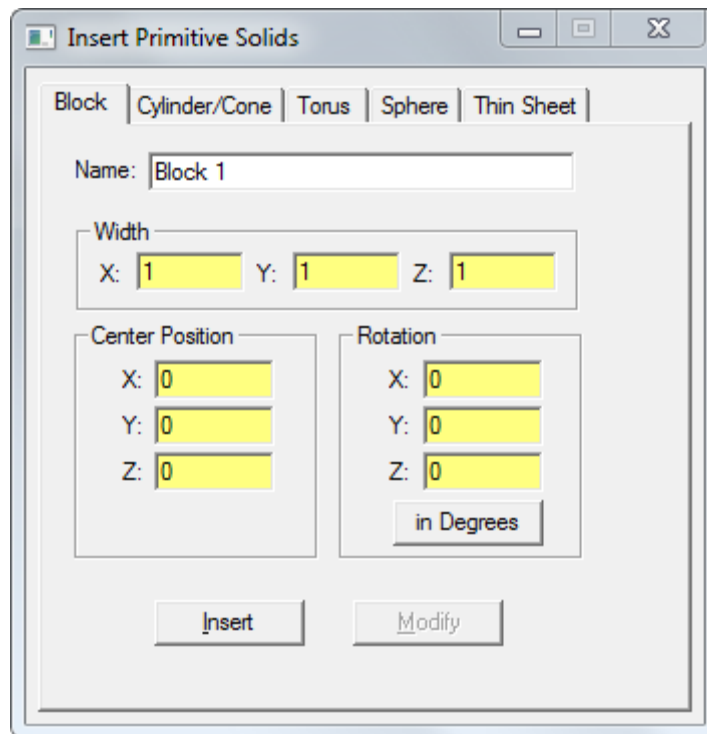 Insert Primitive Solids
Block Cylinder/Cone Torus Sphere Thin Sheet
Name: Block 1
Width
X: 1 Y: 1 Z: 1
Center Position
X: 0
Y: 0
Z: 0
Rotation
X: 0
Y: 0
Z: 0
in Degrees
Insert Modify